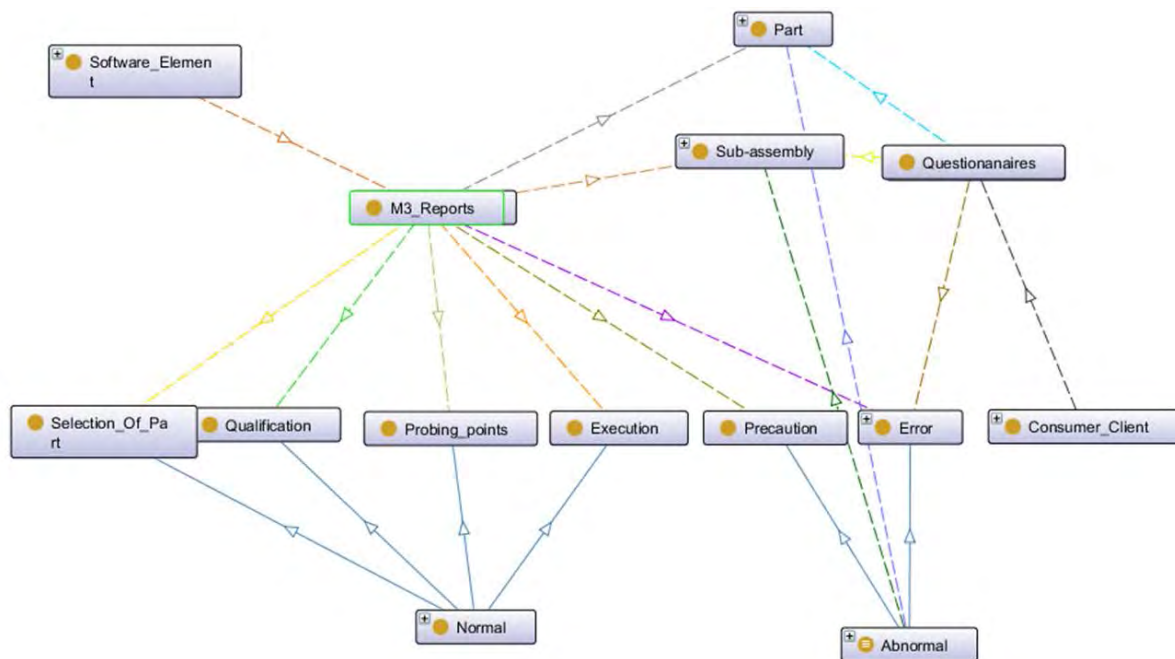 Part
Software_Elemen
t
Sub-assembly
Questionanaires
M3_Reports
Selection_Of_Pa
rt
Qualification
Probing_points
Execution
Precaution
Error
Consumer_Client
Normal
Abnormal